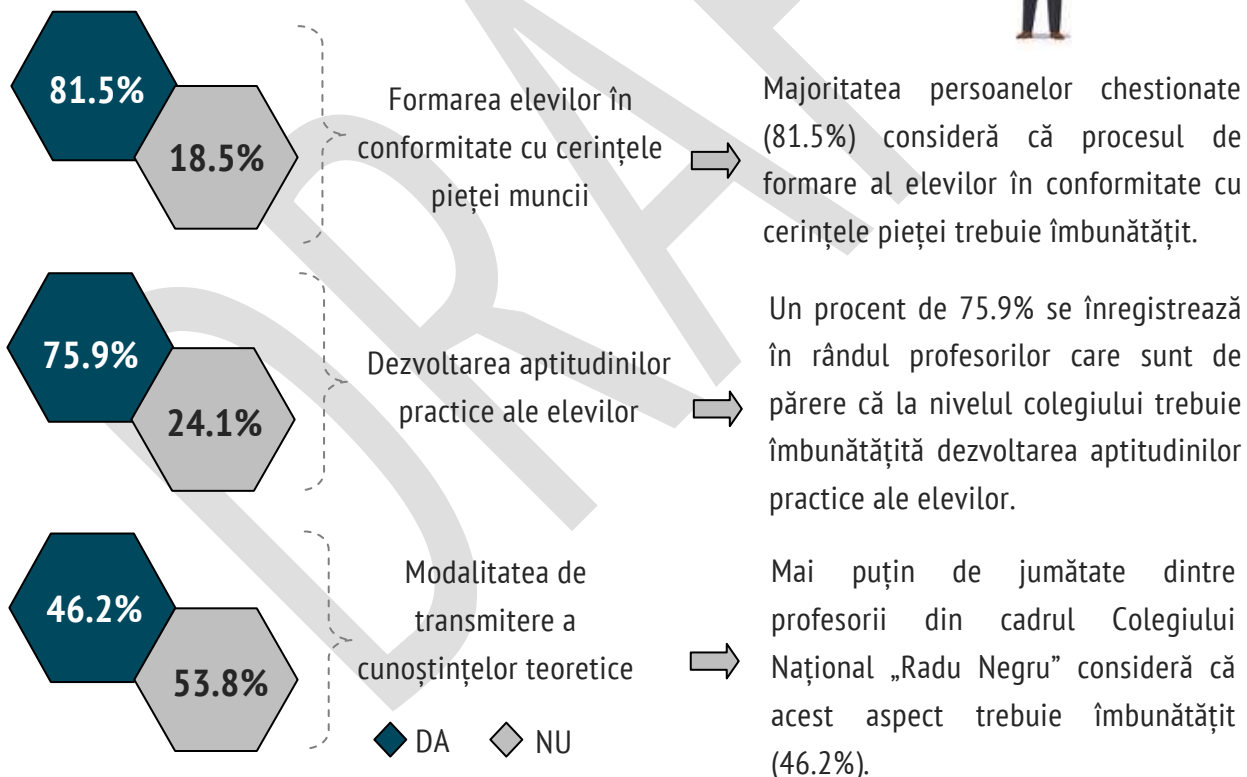 81.5%
18.5%
Formarea elevilor în
conformitate cu cerințele
pieței muncii
Majoritatea persoanelor chestionate
(81.5%) consideră că procesul de
formare al elevilor în conformitate cu
cerințele pieței trebuie îmbunătățit.
75.9%
24.1%
Dezvoltarea aptitudinilor
practice ale elevilor
Un procent de 75.9% se înregistrează
în rândul profesorilor care sunt de
părere că la nivelul colegiului trebuie
îmbunătățită dezvoltarea aptitudinilor
practice ale elevilor.
46.2%
53.8%
Modalitatea de
transmitere a
cunoștințelor teoretice
Mai puțin de jumătate dintre
profesorii din cadrul Colegiului
Național „Radu Negru” consideră că
acest aspect trebuie îmbunătățit
(46.2%).
DA NU